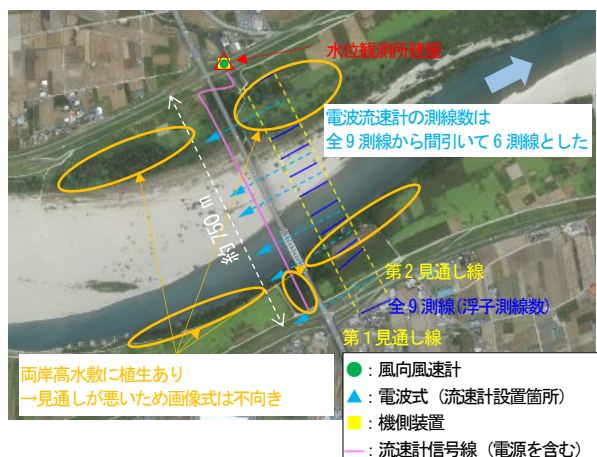 水位観測所建屋
電波流速計の測線数は
全9測線から間引いて6測線とした
約750m
第2見通し線
全9測線(浮子測線数)
第1見通し線
両岸高水敷に植生あり
→見通しが悪いため画像式は不向き
●：風向風速計
▲：電波式（流速計設置箇所）
■：機側装置
―：流速計信号線（電源を含む）